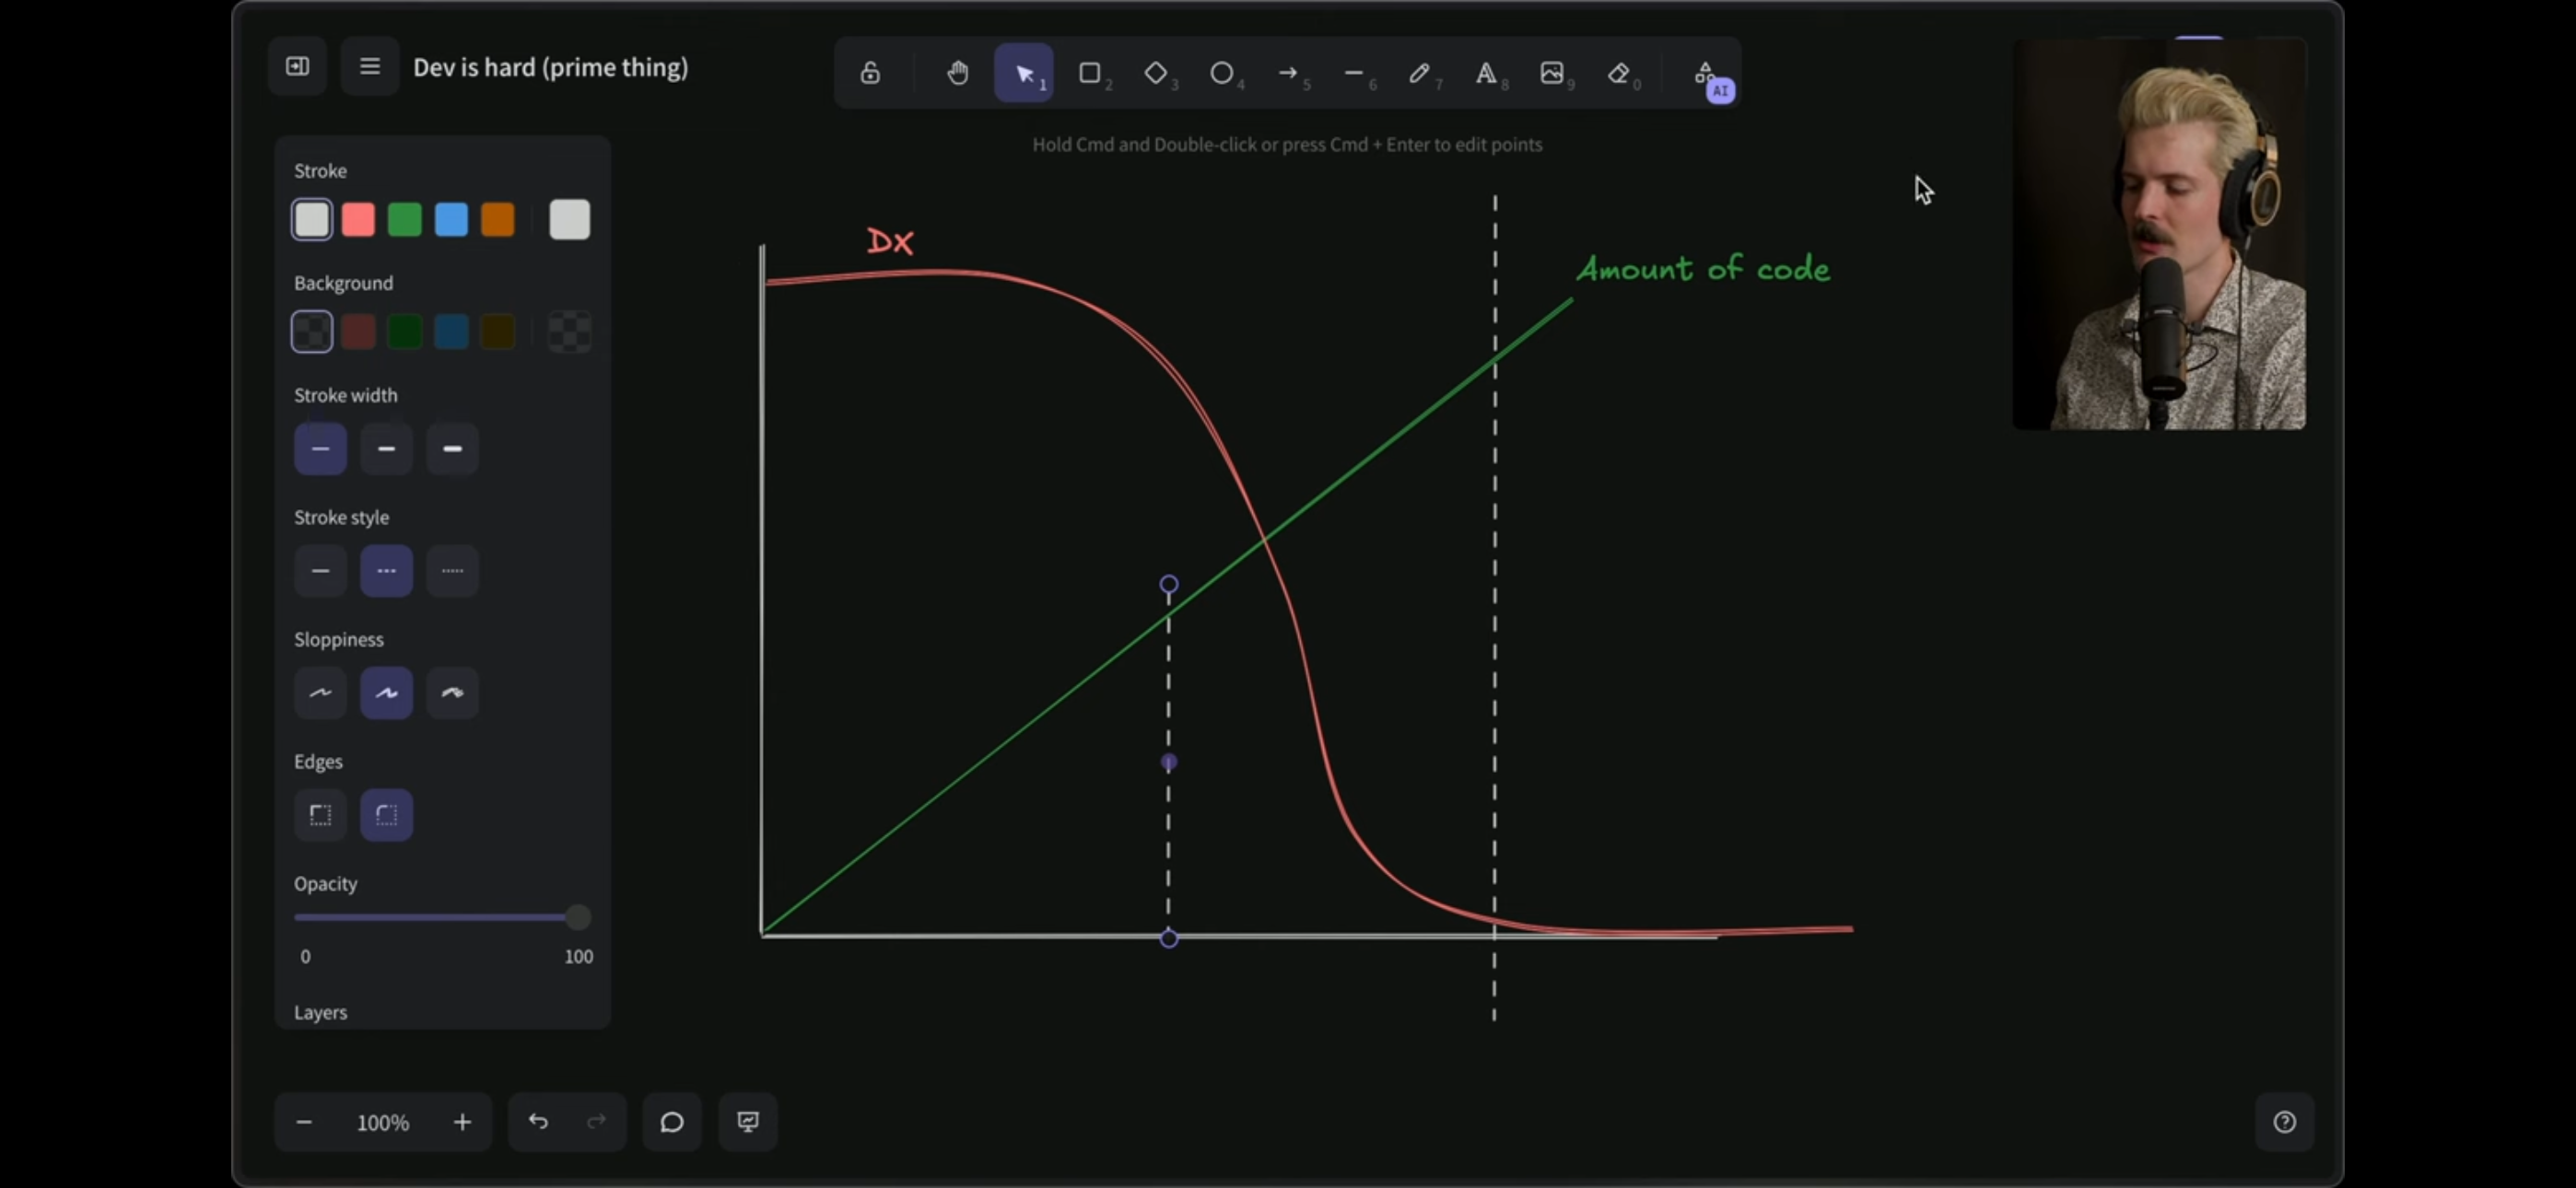 Dev is hard (prime thing)
1
2
3
4
5
6
7
8
9
0
AI
Hold Cmd and Double-click or press Cmd + Enter to edit points
Stroke
Background
Stroke width
Stroke style
Sloppiness
Edges
Opacity
0 100
Layers
DX
Amount of code
100%